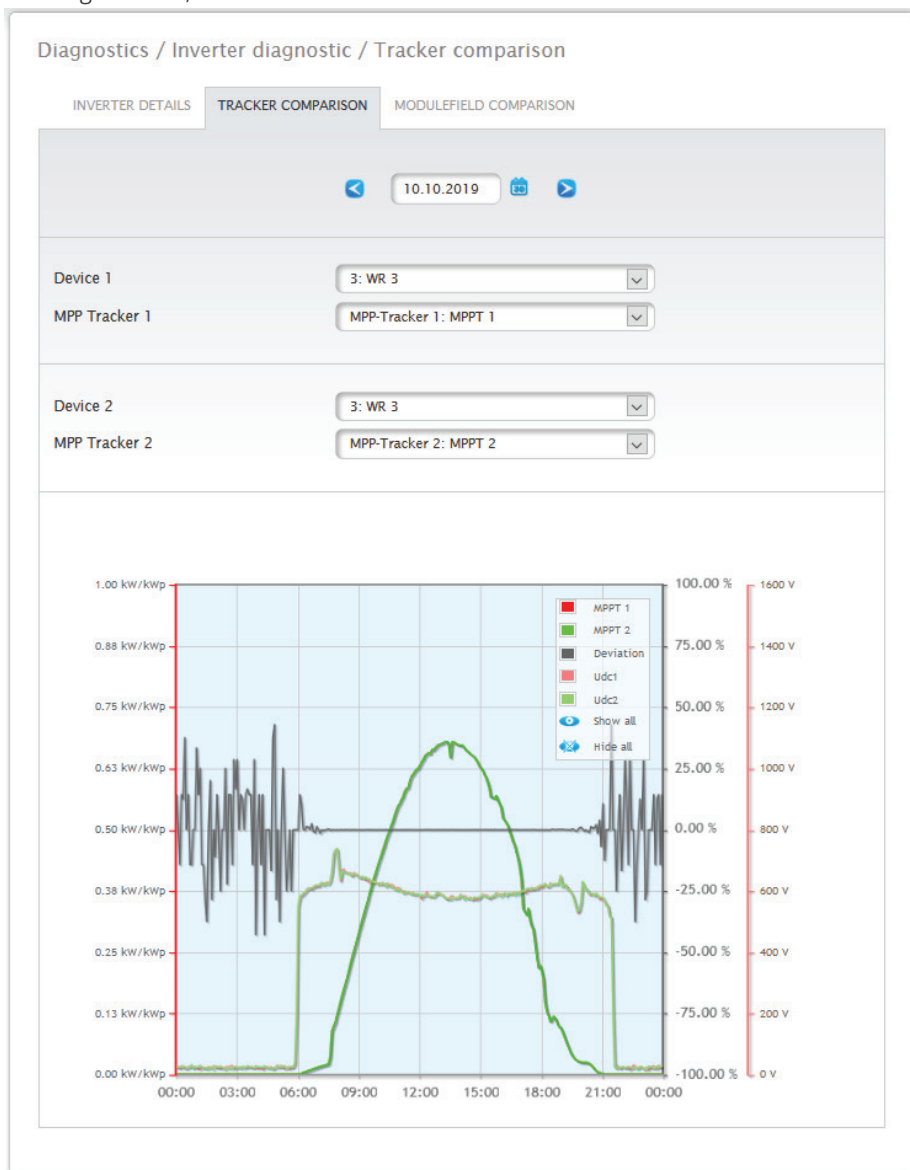 Diagnostics / Inverter diagnostic / Tracker comparison
INVERTER DETAILS TRACKER COMPARISON MODULEFIELD COMPARISON
10.10.2019
Device 1 3: WR 3
MPP Tracker 1 MPP-Tracker 1: MPPT 1
Device 2 3: WR 3
MPP Tracker 2 MPP-Tracker 2: MPPT 2
1.00 kW/kWp 100.00 % 1600 V
MPPT 1
MPPT 2
0.88 kW/kWp Deviation 75.00 % 1400 V
Udc1
Udc2
0.75 kW/kWp 50.00 % 1200 V
Show all
Hide all
0.63 kW/kWp 25.00 % 1000 V
0.50 kW/kWp 0.00 % 800 V
0.38 kW/kWp -25.00 % 600 V
0.25 kW/kWp -50.00 % 400 V
0.13 kW/kWp -75.00 % 200 V
0.00 kW/kWp -100.00 % 0 V
00:00 03:00 06:00 09:00 12:00 15:00 18:00 21:00 00:00